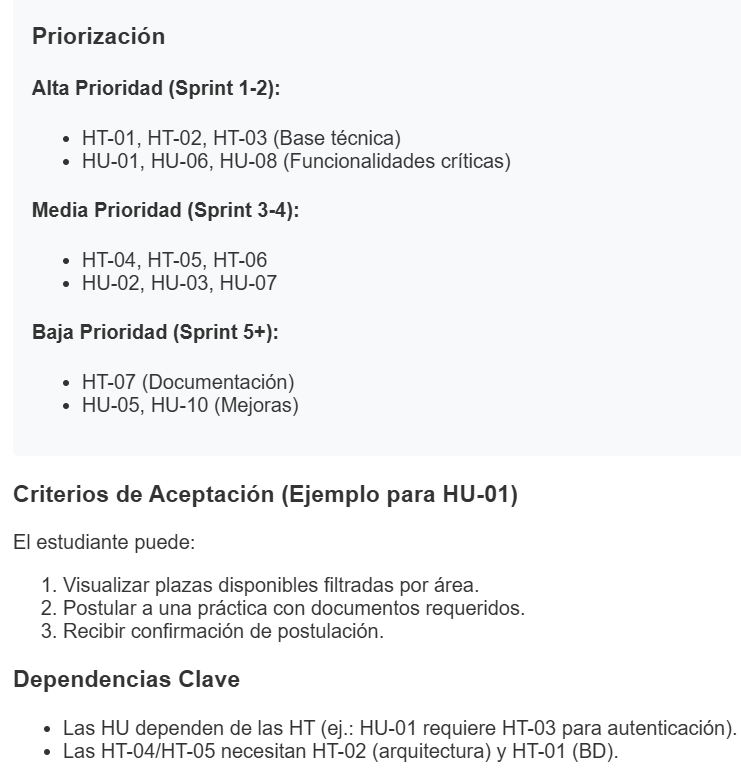 Priorización
Alta Prioridad (Sprint 1-2):
• HT-01, HT-02, HT-03 (Base técnica)
• HU-01, HU-06, HU-08 (Funcionalidades críticas)
Media Prioridad (Sprint 3-4):
• HT-04, HT-05, HT-06
• HU-02, HU-03, HU-07
Baja Prioridad (Sprint 5+):
• HT-07 (Documentación)
• HU-05, HU-10 (Mejoras)
Criterios de Aceptación (Ejemplo para HU-01)
El estudiante puede:
1. Visualizar plazas disponibles filtradas por área.
2. Postular a una práctica con documentos requeridos.
3. Recibir confirmación de postulación.
Dependencias Clave
• Las HU dependen de las HT (ej.: HU-01 requiere HT-03 para autenticación).
• Las HT-04/HT-05 necesitan HT-02 (arquitectura) y HT-01 (BD).